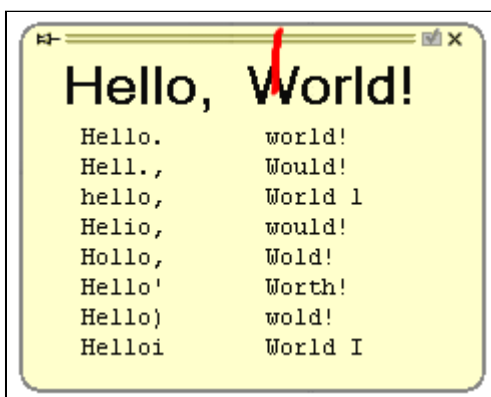 Hello, World!
Hello. world!
Hell., Would!
hello, World l
Helio, would!
Hollo, Wold!
Hello' Worth!
Hello) wold!
Helloi World I